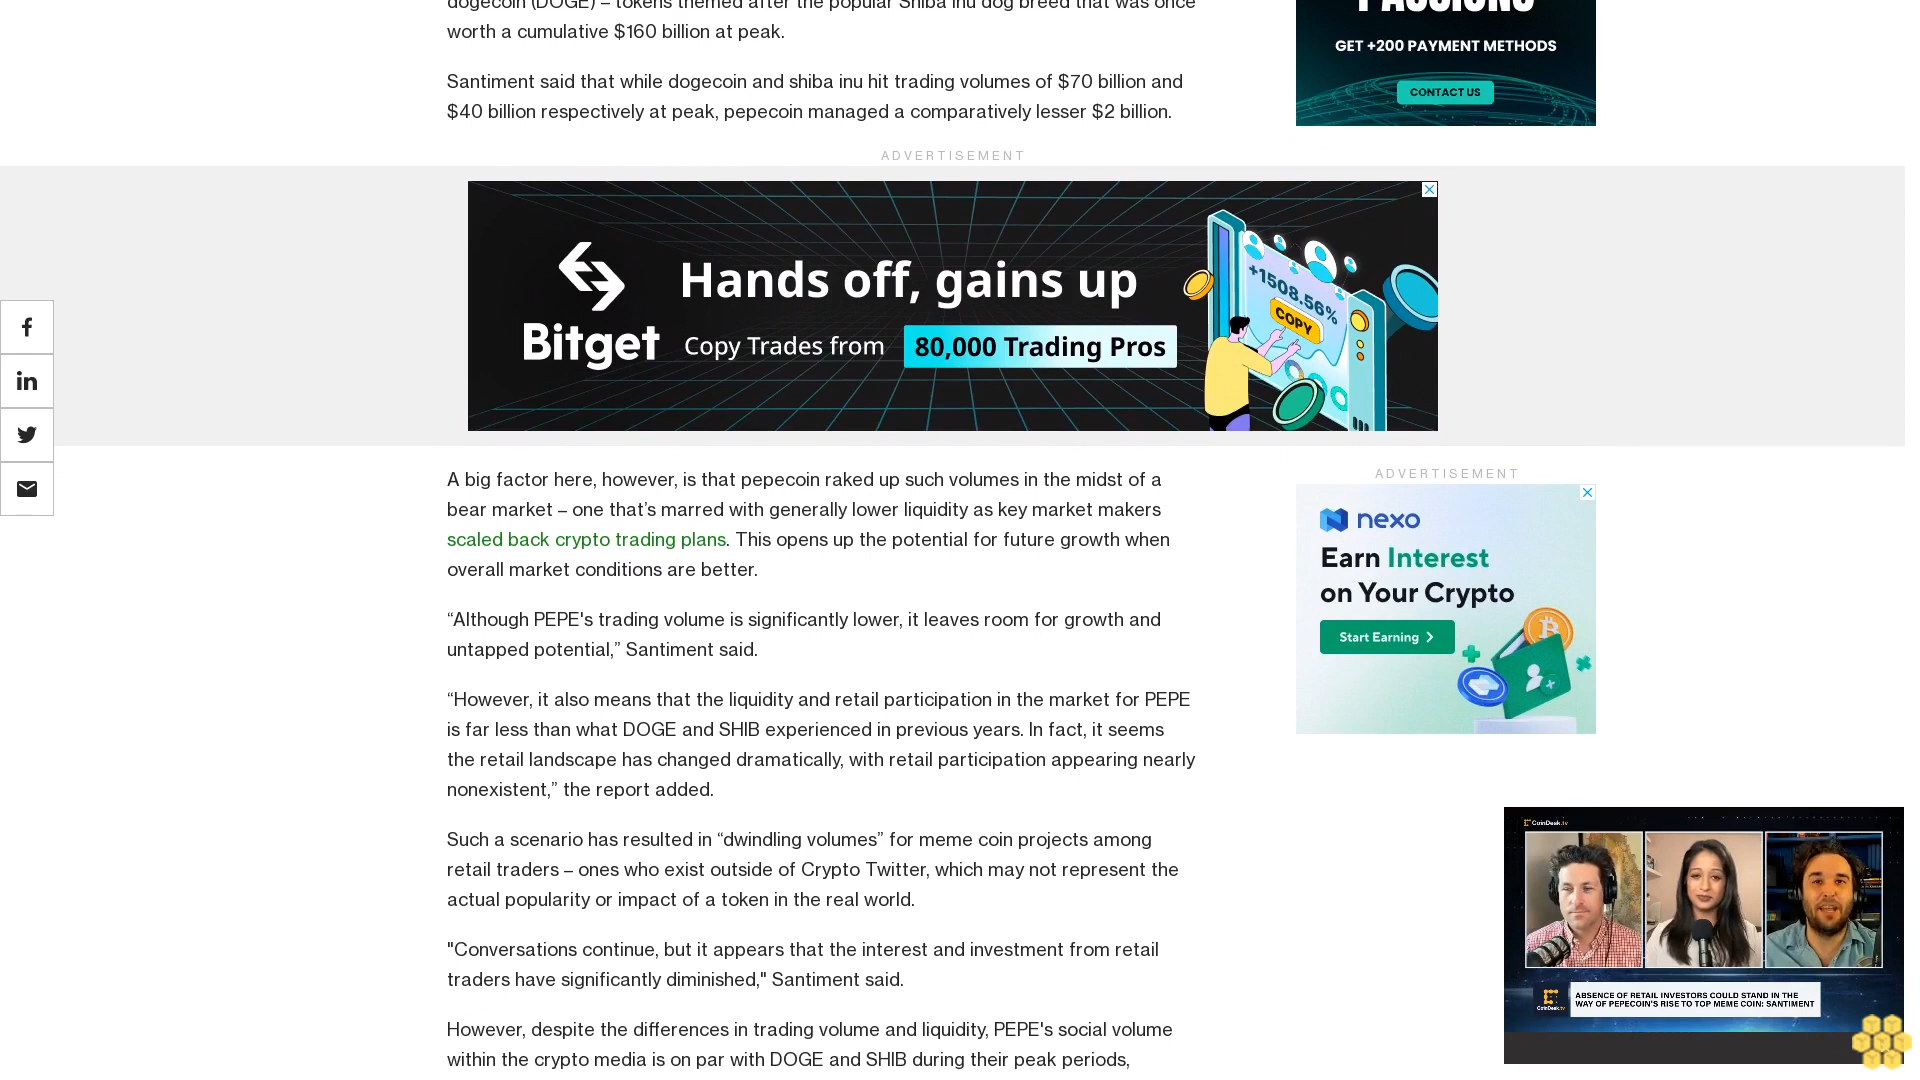 dogecoin (DOGE) – tokens themed after the popular Shiba Inu dog breed that was once
worth a cumulative $160 billion at peak.
Santiment said that while dogecoin and shiba inu hit trading volumes of $70 billion and
$40 billion respectively at peak, pepecoin managed a comparatively lesser $2 billion.
PASSIONS
GET +200 PAYMENT METHODS
CONTACT US
ADVERTISEMENT
Bitget
Hands off, gains up
Copy Trades from 80,000 Trading Pros
+1508.56%
COPY
A big factor here, however, is that pepecoin raked up such volumes in the midst of a
bear market – one that’s marred with generally lower liquidity as key market makers
scaled back crypto trading plans. This opens up the potential for future growth when
overall market conditions are better.
“Although PEPE's trading volume is significantly lower, it leaves room for growth and
untapped potential,” Santiment said.
“However, it also means that the liquidity and retail participation in the market for PEPE
is far less than what DOGE and SHIB experienced in previous years. In fact, it seems
the retail landscape has changed dramatically, with retail participation appearing nearly
nonexistent,” the report added.
Such a scenario has resulted in “dwindling volumes” for meme coin projects among
retail traders – ones who exist outside of Crypto Twitter, which may not represent the
actual popularity or impact of a token in the real world.
"Conversations continue, but it appears that the interest and investment from retail
traders have significantly diminished," Santiment said.
However, despite the differences in trading volume and liquidity, PEPE's social volume
within the crypto media is on par with DOGE and SHIB during their peak periods,
ADVERTISEMENT
nexo
Earn Interest
on Your Crypto
Start Earning
CoinDesk.tv
CoinDesk.tv
ABSENCE OF RETAIL INVESTORS COULD STAND IN THE
WAY OF PEPECOIN'S RISE TO TOP MEME COIN: SANTIMENT